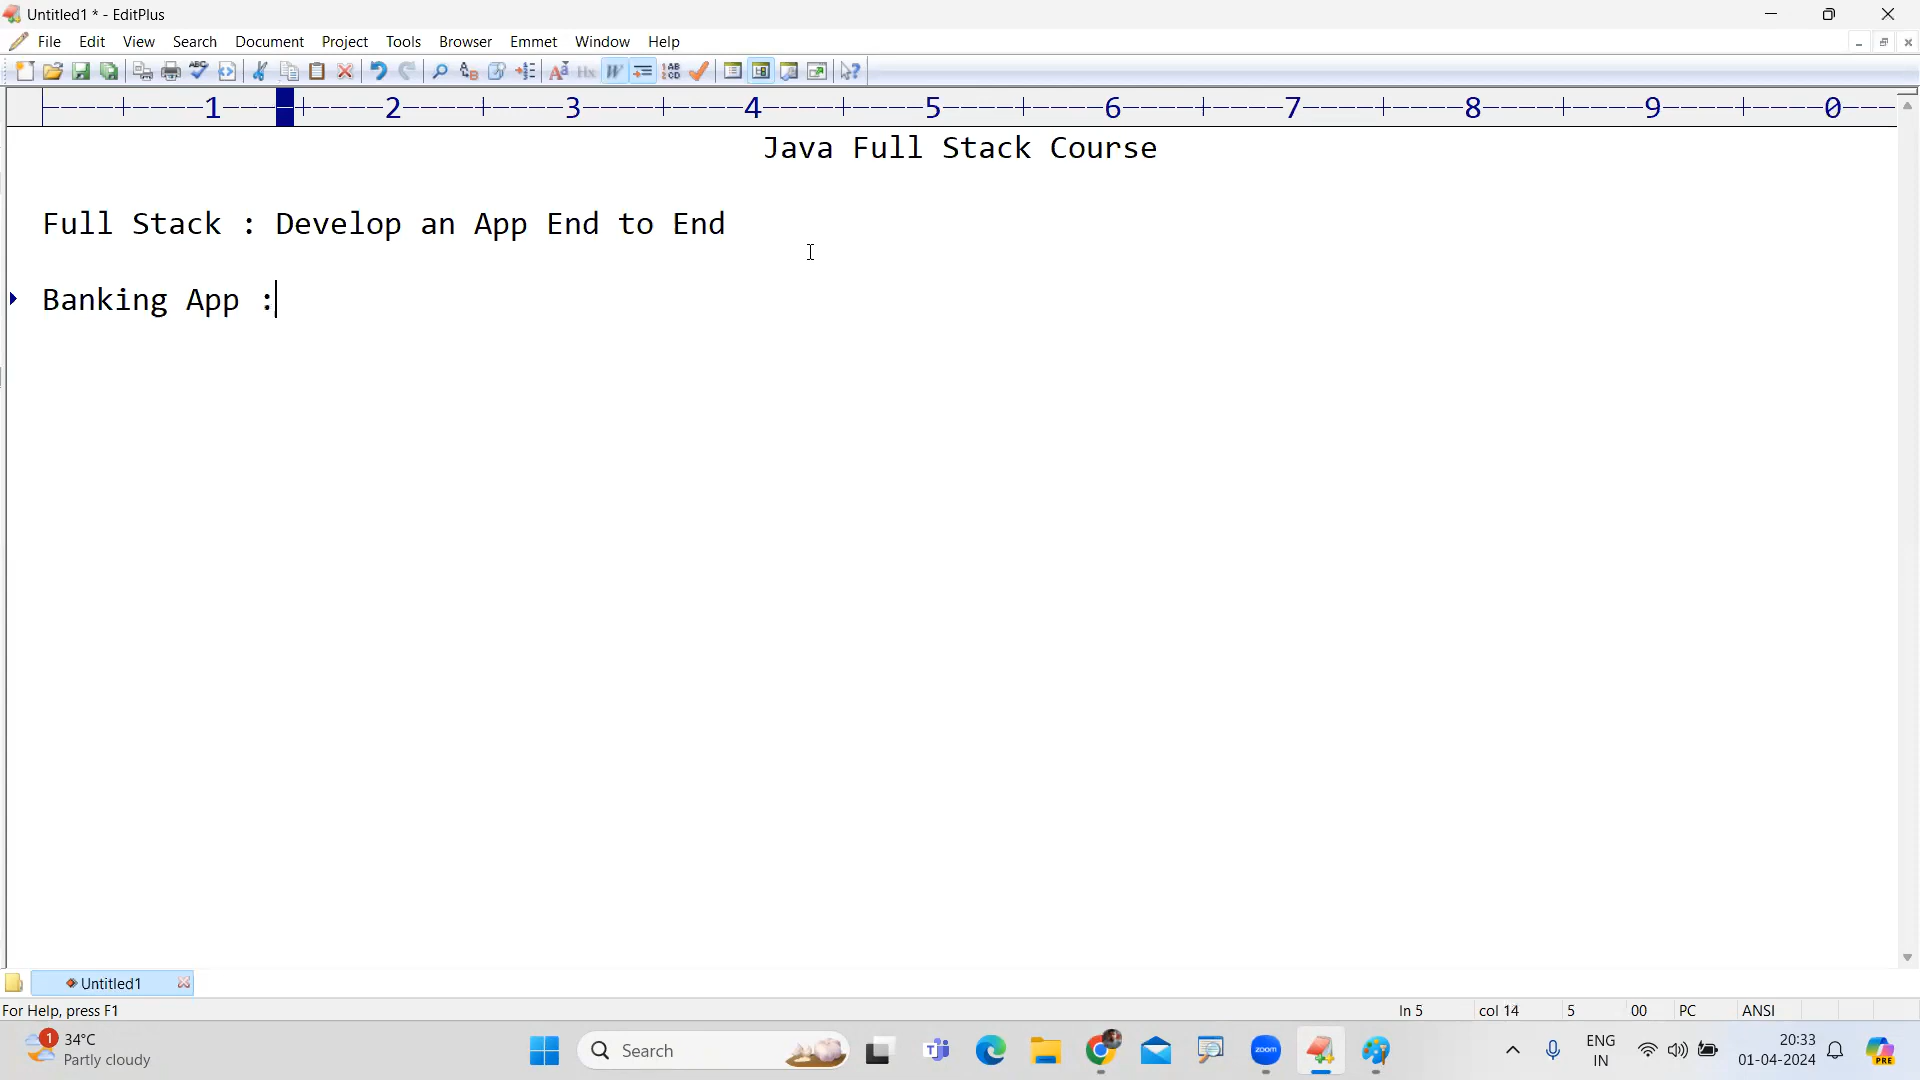 Untitled1 * - EditPlus
File Edit View Search Document Project Tools Browser Emmet Window Help
----+----1----+----2----+----3----+----4----+----5----+----6----+----7----+----8----+----9----+----0---
Java Full Stack Course
Full Stack : Develop an App End to End
Banking App :
Untitled1
For Help, press F1
ln 5 col 14 5 00 PC ANSI
1 34°C
Partly cloudy
Search
zoom
ENG
IN
20:33
01-04-2024
PRE